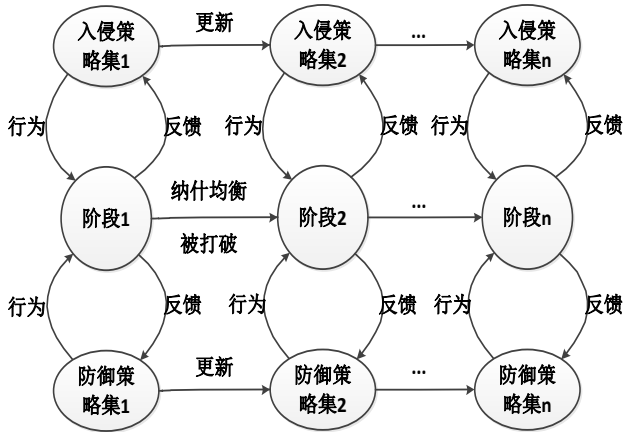 入侵策
略集1
更新
入侵策
略集2
...
入侵策
略集n
行为
反馈
行为
反馈
行为
反馈
阶段1
纳什均衡
被打破
阶段2
...
阶段n
行为
反馈
行为
反馈
行为
反馈
防御策
略集1
更新
防御策
略集2
...
防御策
略集n